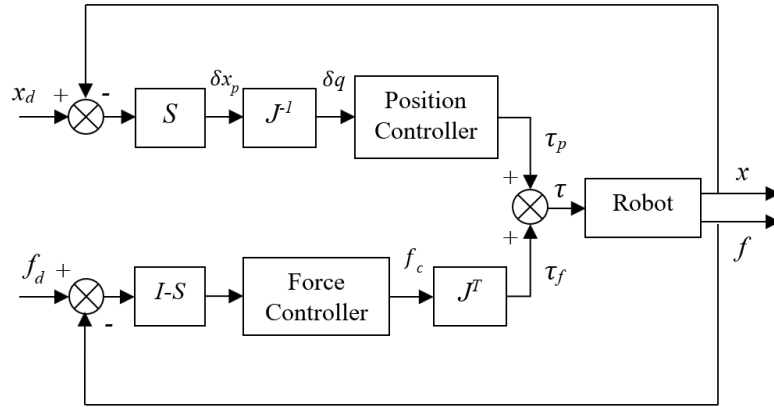 x_d + -
S
δx_p
J^-1
δq
Position
Controller
τ_p
+
τ
Robot
x
f
+
τ_f
f_d + -
I-S
Force
Controller
f_c
J^T